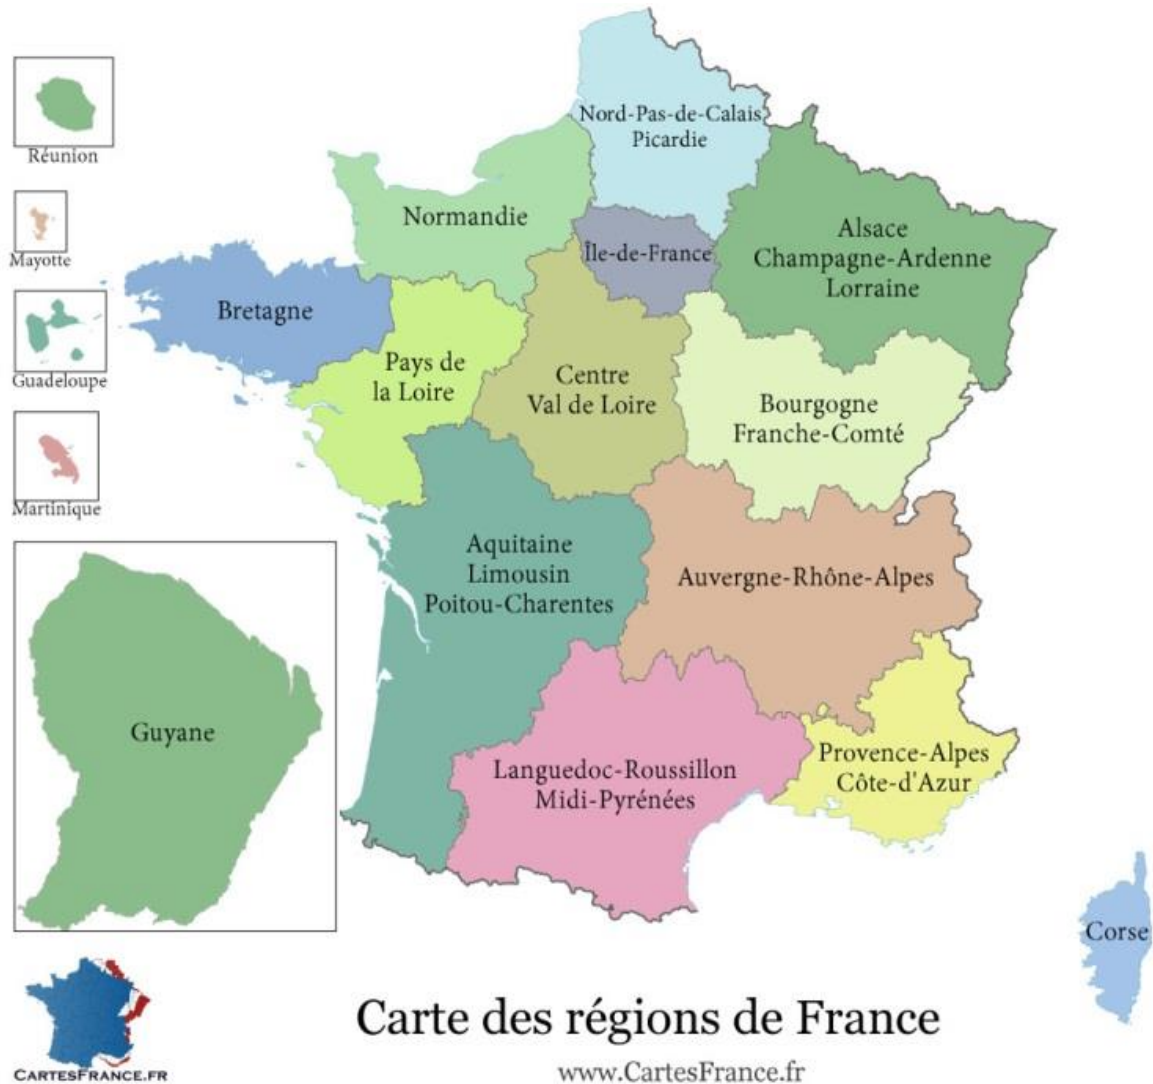 Nord-Pas-de-Calais
Picardie
Réunion
Normandie
Île-de-France
Alsace
Champagne-Ardenne
Lorraine
Mayotte
Bretagne
Pays de
la Loire
Centre
Val de Loire
Bourgogne
Franche-Comté
Guadeloupe
Martinique
Aquitaine
Limousin
Poitou-Charentes
Auvergne-Rhône-Alpes
Guyane
Languedoc-Roussillon
Midi-Pyrénées
Provence-Alpes
Côte-d'Azur
Corse
CARTESFRANCE.FR
Carte des régions de France
www.CartesFrance.fr